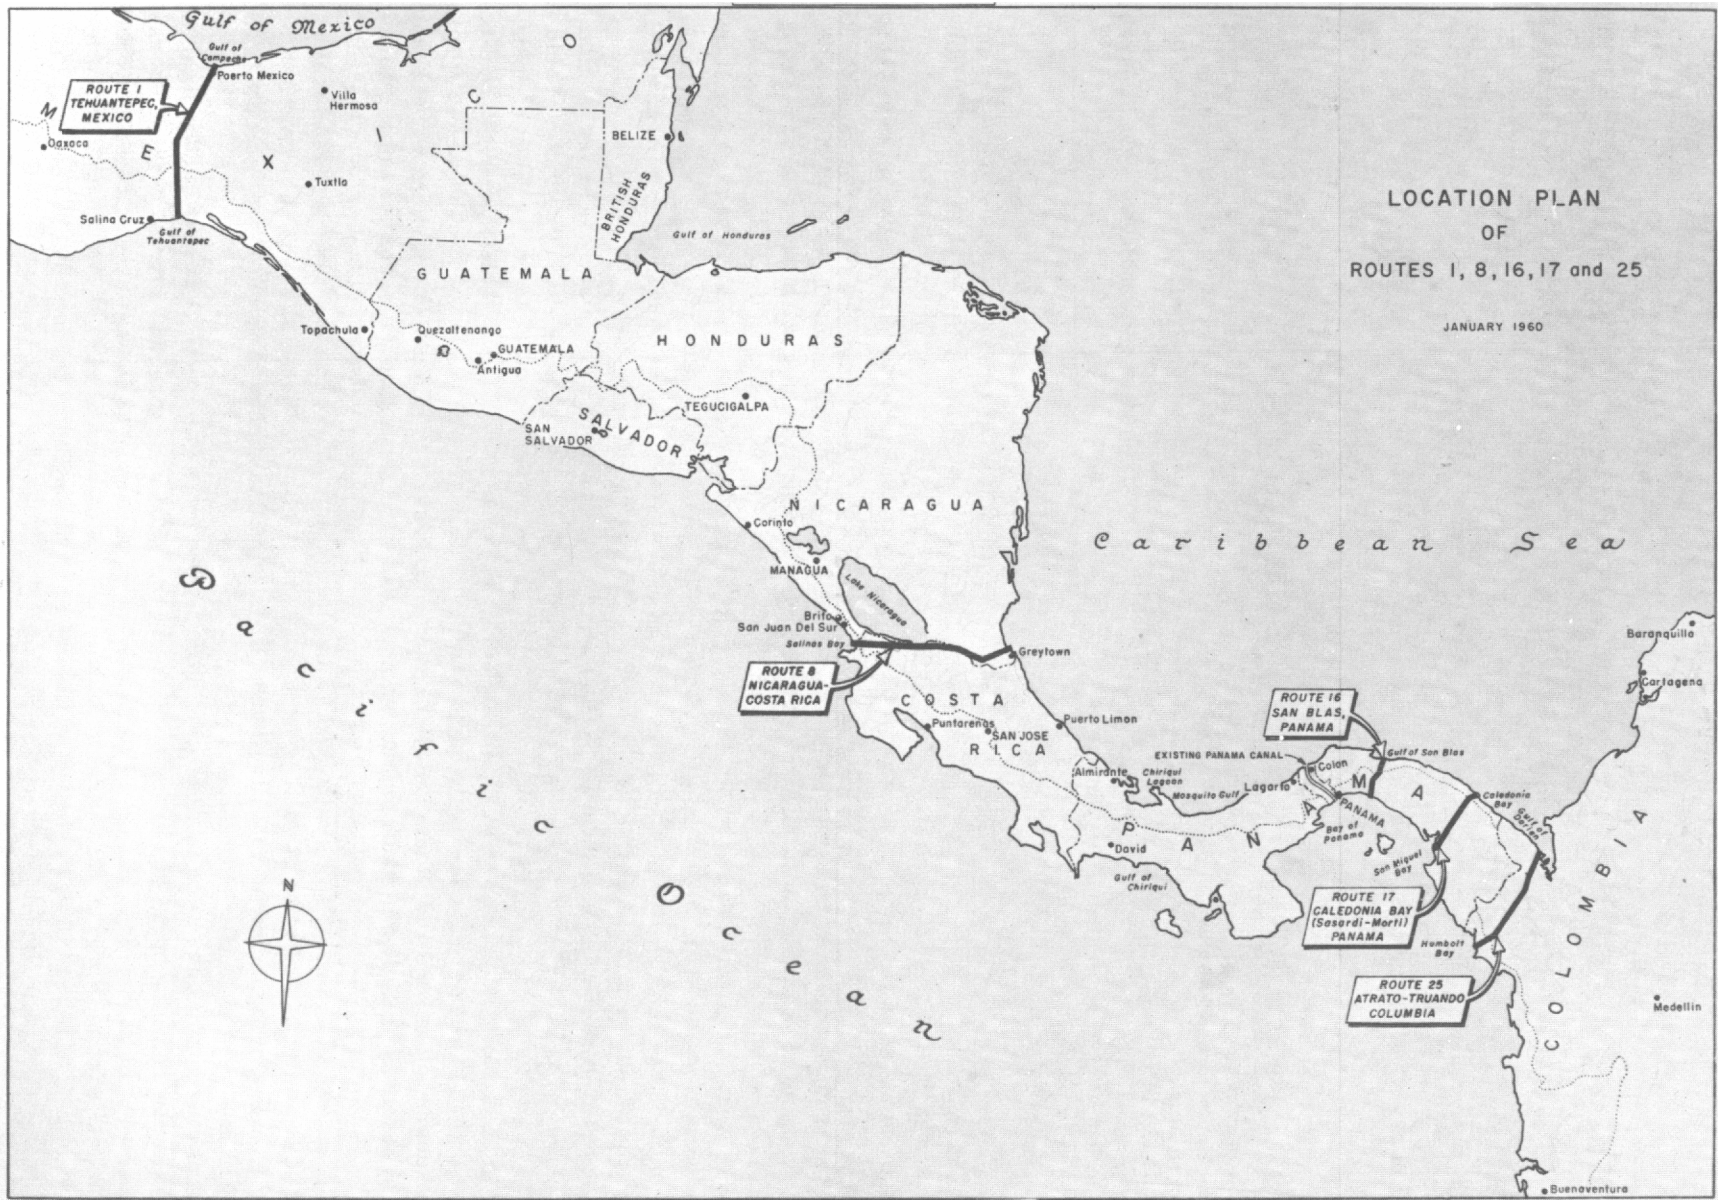 Gulf of Mexico
Gulf of
Campeche
Puerto Mexico
ROUTE 1
TEHUANTEPEC,
MEXICO
Villa
Hermosa
MEXICO
Oaxaca
Tuxtla
Salina Cruz
Gulf of
Tehuantepec
BELIZE
BRITISH
HONDURAS
Gulf of Honduras
LOCATION PLAN
OF
ROUTES 1, 8, 16, 17 and 25
JANUARY 1960
GUATEMALA
Tapachula
Quezaltenango
GUATEMALA
Antigua
HONDURAS
TEGUCIGALPA
SALVADOR
SAN
SALVADOR
NICARAGUA
Corinto
MANAGUA
Lake Nicaragua
Caribbean Sea
Pacific Ocean
Brito
San Juan Del Sur
Salinas Bay
Greytown
ROUTE 8
NICARAGUA-
COSTA RICA
COSTA
RICA
Puntarenas
SAN JOSE
Puerto Limon
Baranquilla
Cartagena
ROUTE 16
SAN BLAS,
PANAMA
EXISTING PANAMA CANAL
Colon
Gulf of San Blas
Almirante
Chiriqui
Lagoon
Mosquito Gulf
Lagarto
PANAMA
PANAMA
Bay of
Panama
Caledonia
Bay
Gulf of
Darien
David
Gulf of
Chiriqui
San Miguel
Bay
ROUTE 17
CALEDONIA BAY
(Sasardi-Morti)
PANAMA
Humbolt
Bay
ROUTE 25
ATRATO-TRUANDO
COLUMBIA
COLOMBIA
Medellin
Buenaventura
N